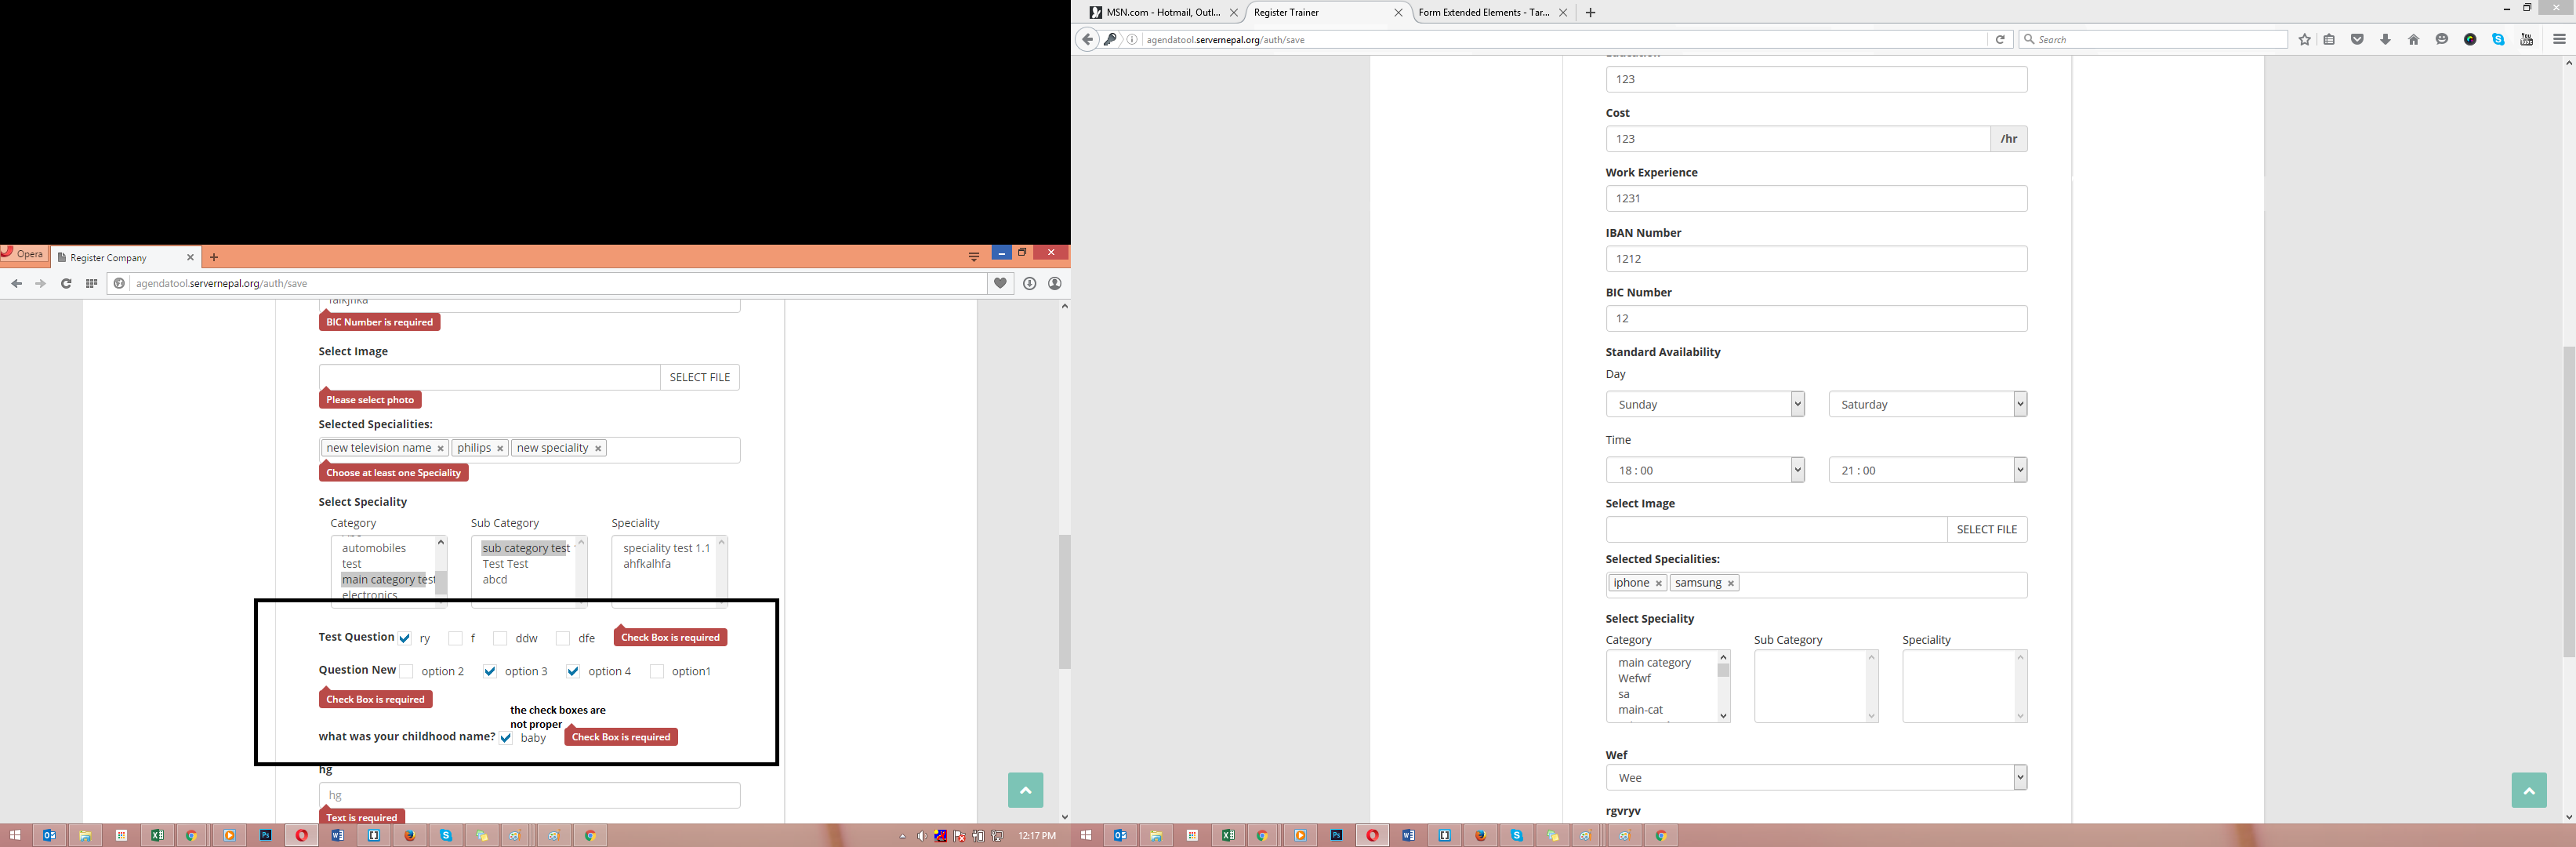 Opera
Register Company
agendatool.servernepal.org/auth/save
BIC Number is required
Select Image
SELECT FILE
Please select photo
Selected Specialities:
new television name × philips × new speciality ×
Choose at least one Speciality
Select Speciality
Category Sub Category Speciality
automobiles
test
main category test
electronics
sub category test
Test Test
abcd
speciality test 1.1
ahfkalhfa
Test Question ry f ddw dfe Check Box is required
Question New option 2 option 3 option 4 option1
Check Box is required
the check boxes are
not proper
what was your childhood name? baby Check Box is required
hg
hg
Text is required
12:17 PM
MSN.com - Hotmail, Outl... Register Trainer Form Extended Elements - Tar...
agendatool.servernepal.org/auth/save
Search
You
Tube
Education
123
Cost
123 /hr
Work Experience
1231
IBAN Number
1212
BIC Number
12
Standard Availability
Day
Sunday Saturday
Time
18 : 00 21 : 00
Select Image
SELECT FILE
Selected Specialities:
iphone × samsung ×
Select Speciality
Category Sub Category Speciality
main category
Wefwf
sa
main-cat
Wef
Wee
rgvryv